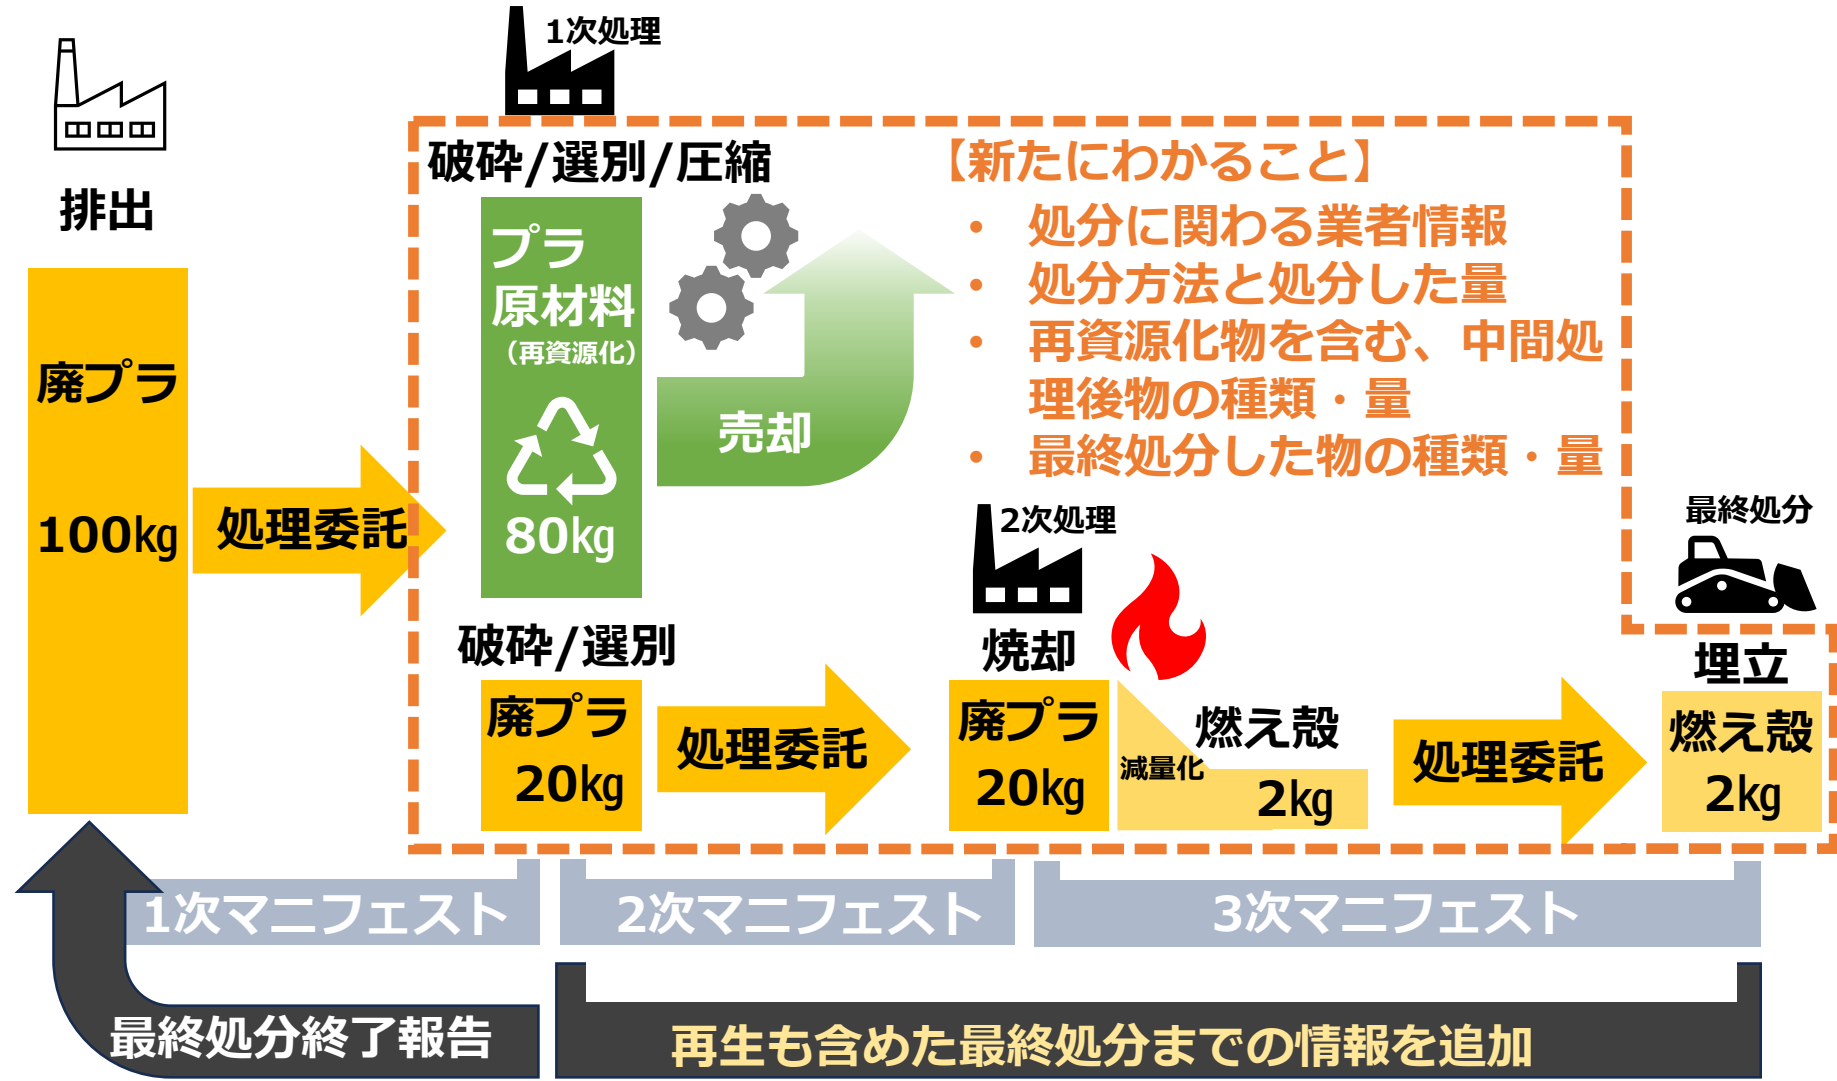 1次処理
排出
破砕/選別/圧縮
【新たにわかること】
・ 処分に関わる業者情報
・ 処分方法と処分した量
・ 再資源化物を含む、中間処
理後物の種類・量
・ 最終処分した物の種類・量
プラ
原材料
（再資源化）
80㎏
売却
廃プラ
100㎏
処理委託
破砕/選別
廃プラ
20㎏
処理委託
2次処理
焼却
廃プラ
20㎏
減量化
燃え殻
2㎏
処理委託
最終処分
埋立
燃え殻
2㎏
1次マニフェスト
2次マニフェスト
3次マニフェスト
最終処分終了報告
再生も含めた最終処分までの情報を追加